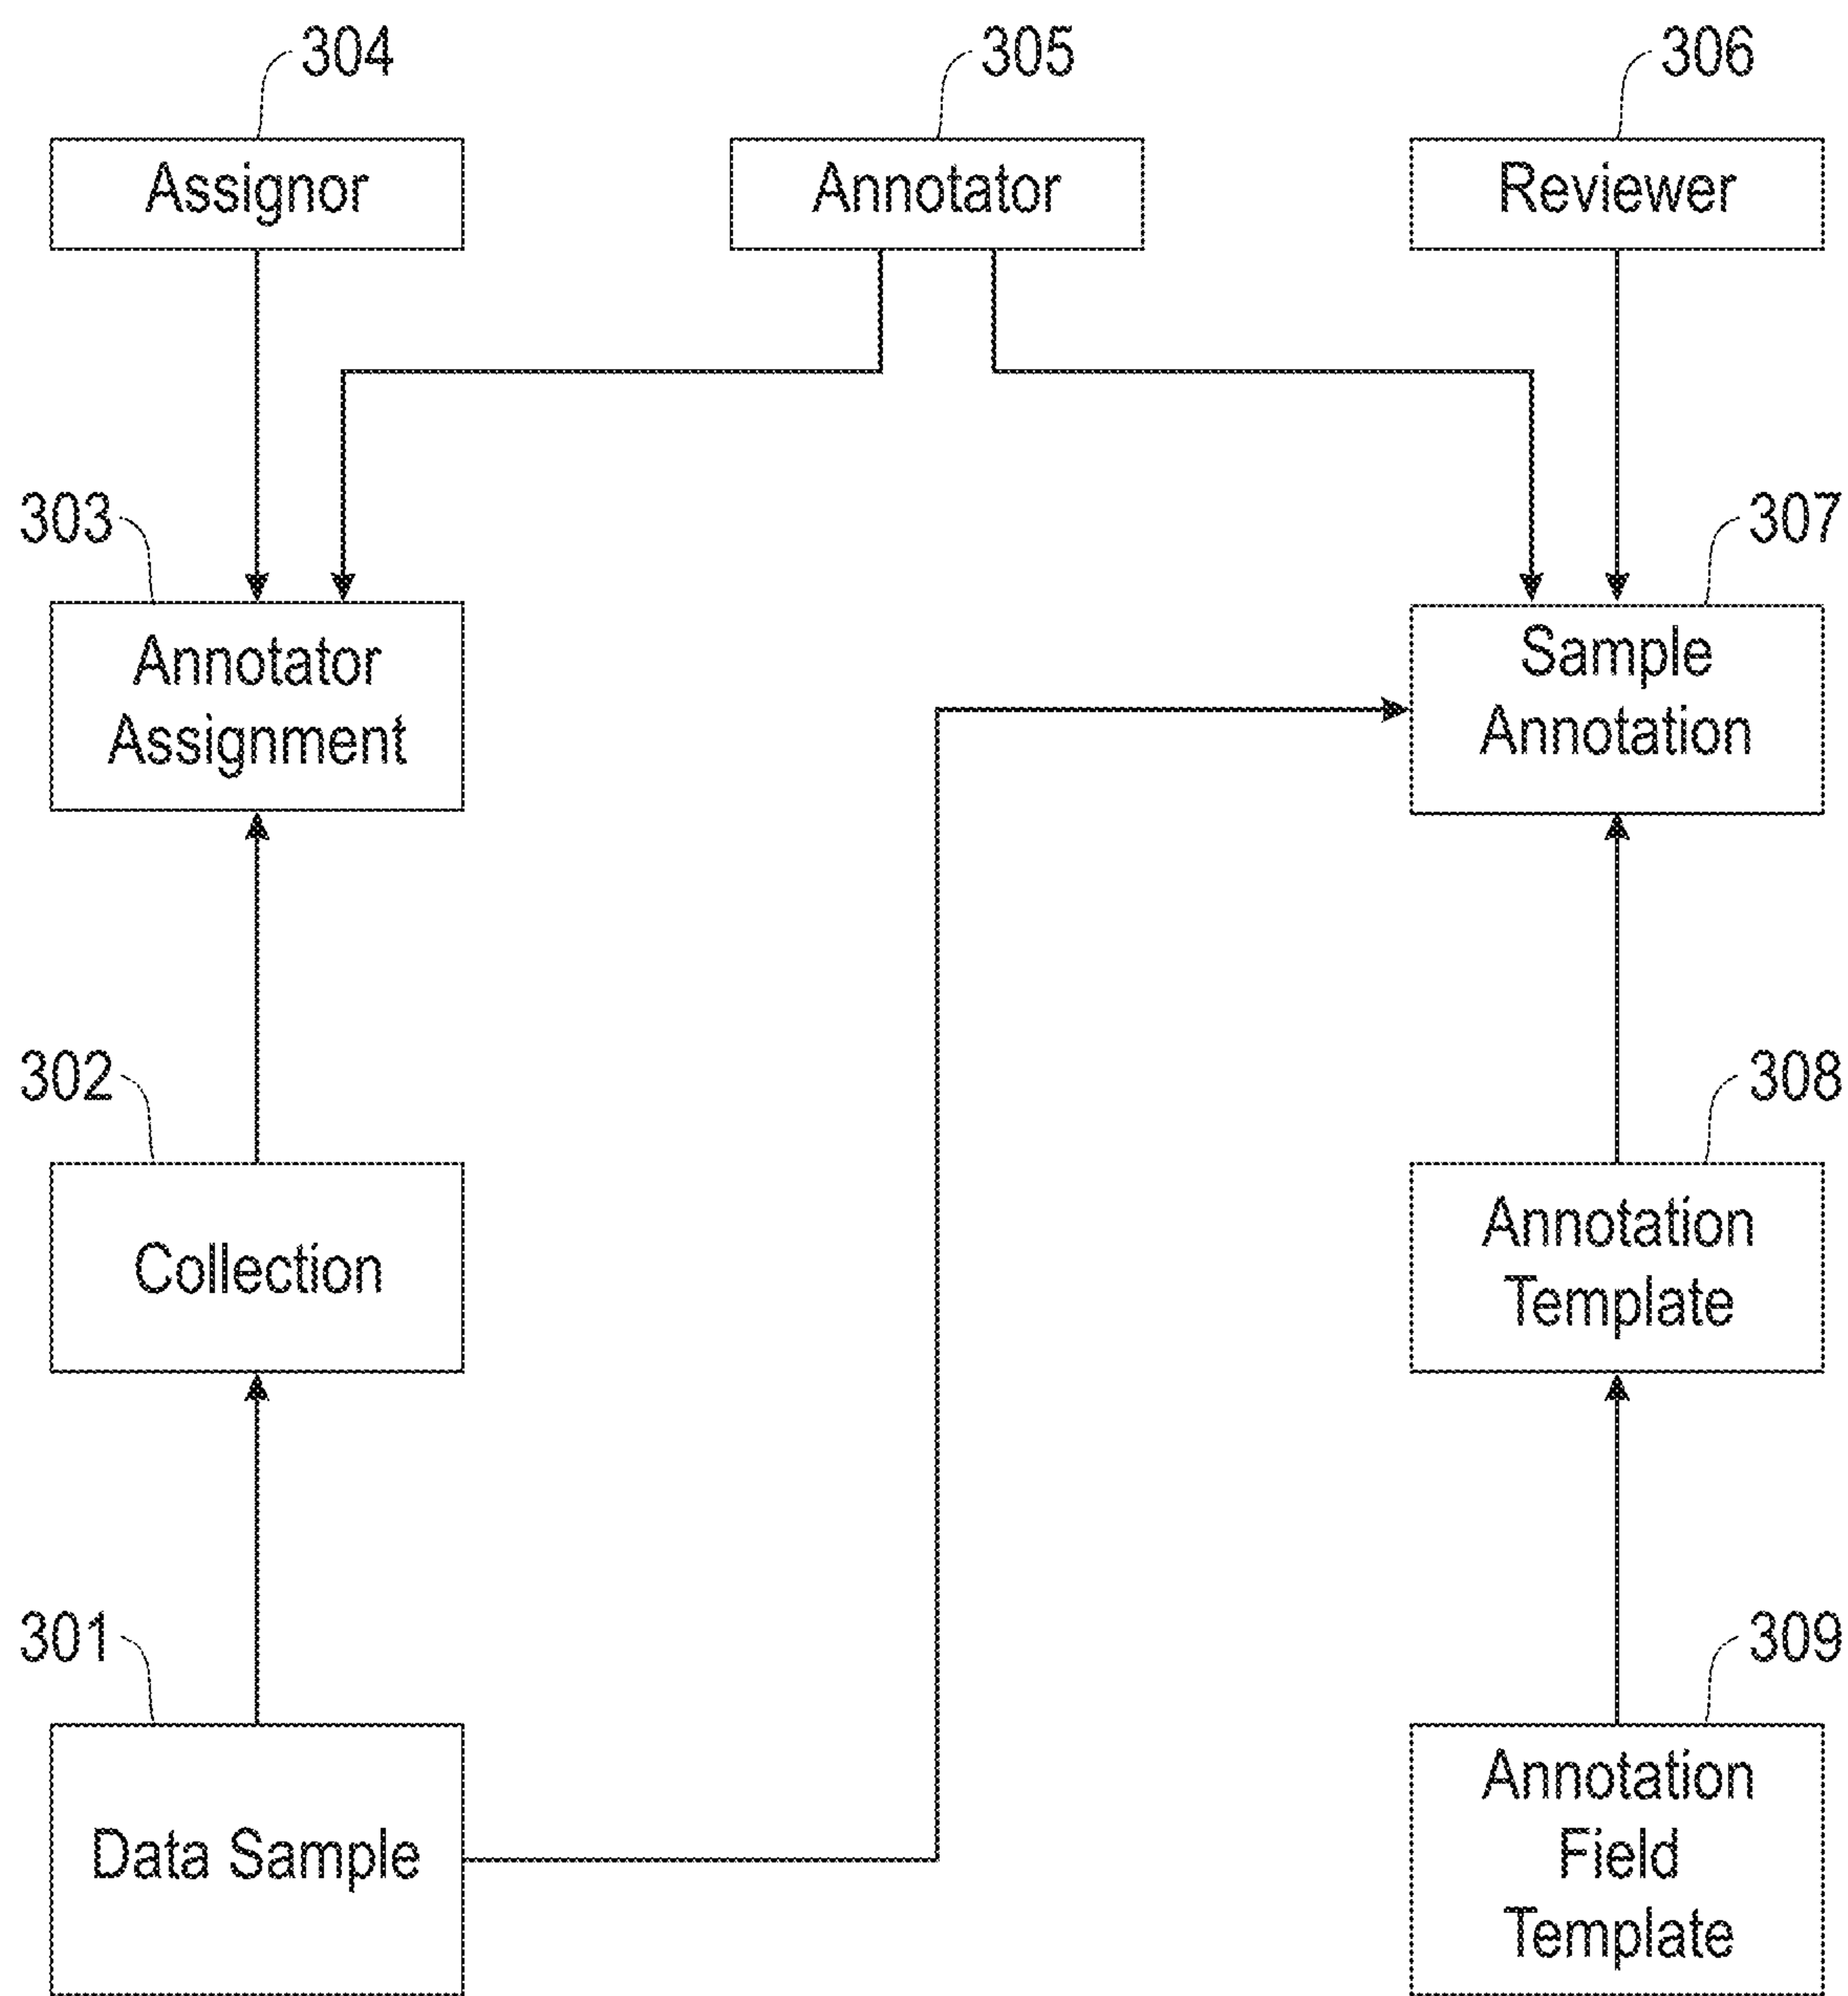 304
305
306
Assignor
Annotator
Reviewer
303
307
Annotator
Assignment
Sample
Annotation
302
308
Collection
Annotation
Template
301
309
Data Sample
Annotation
Field
Template